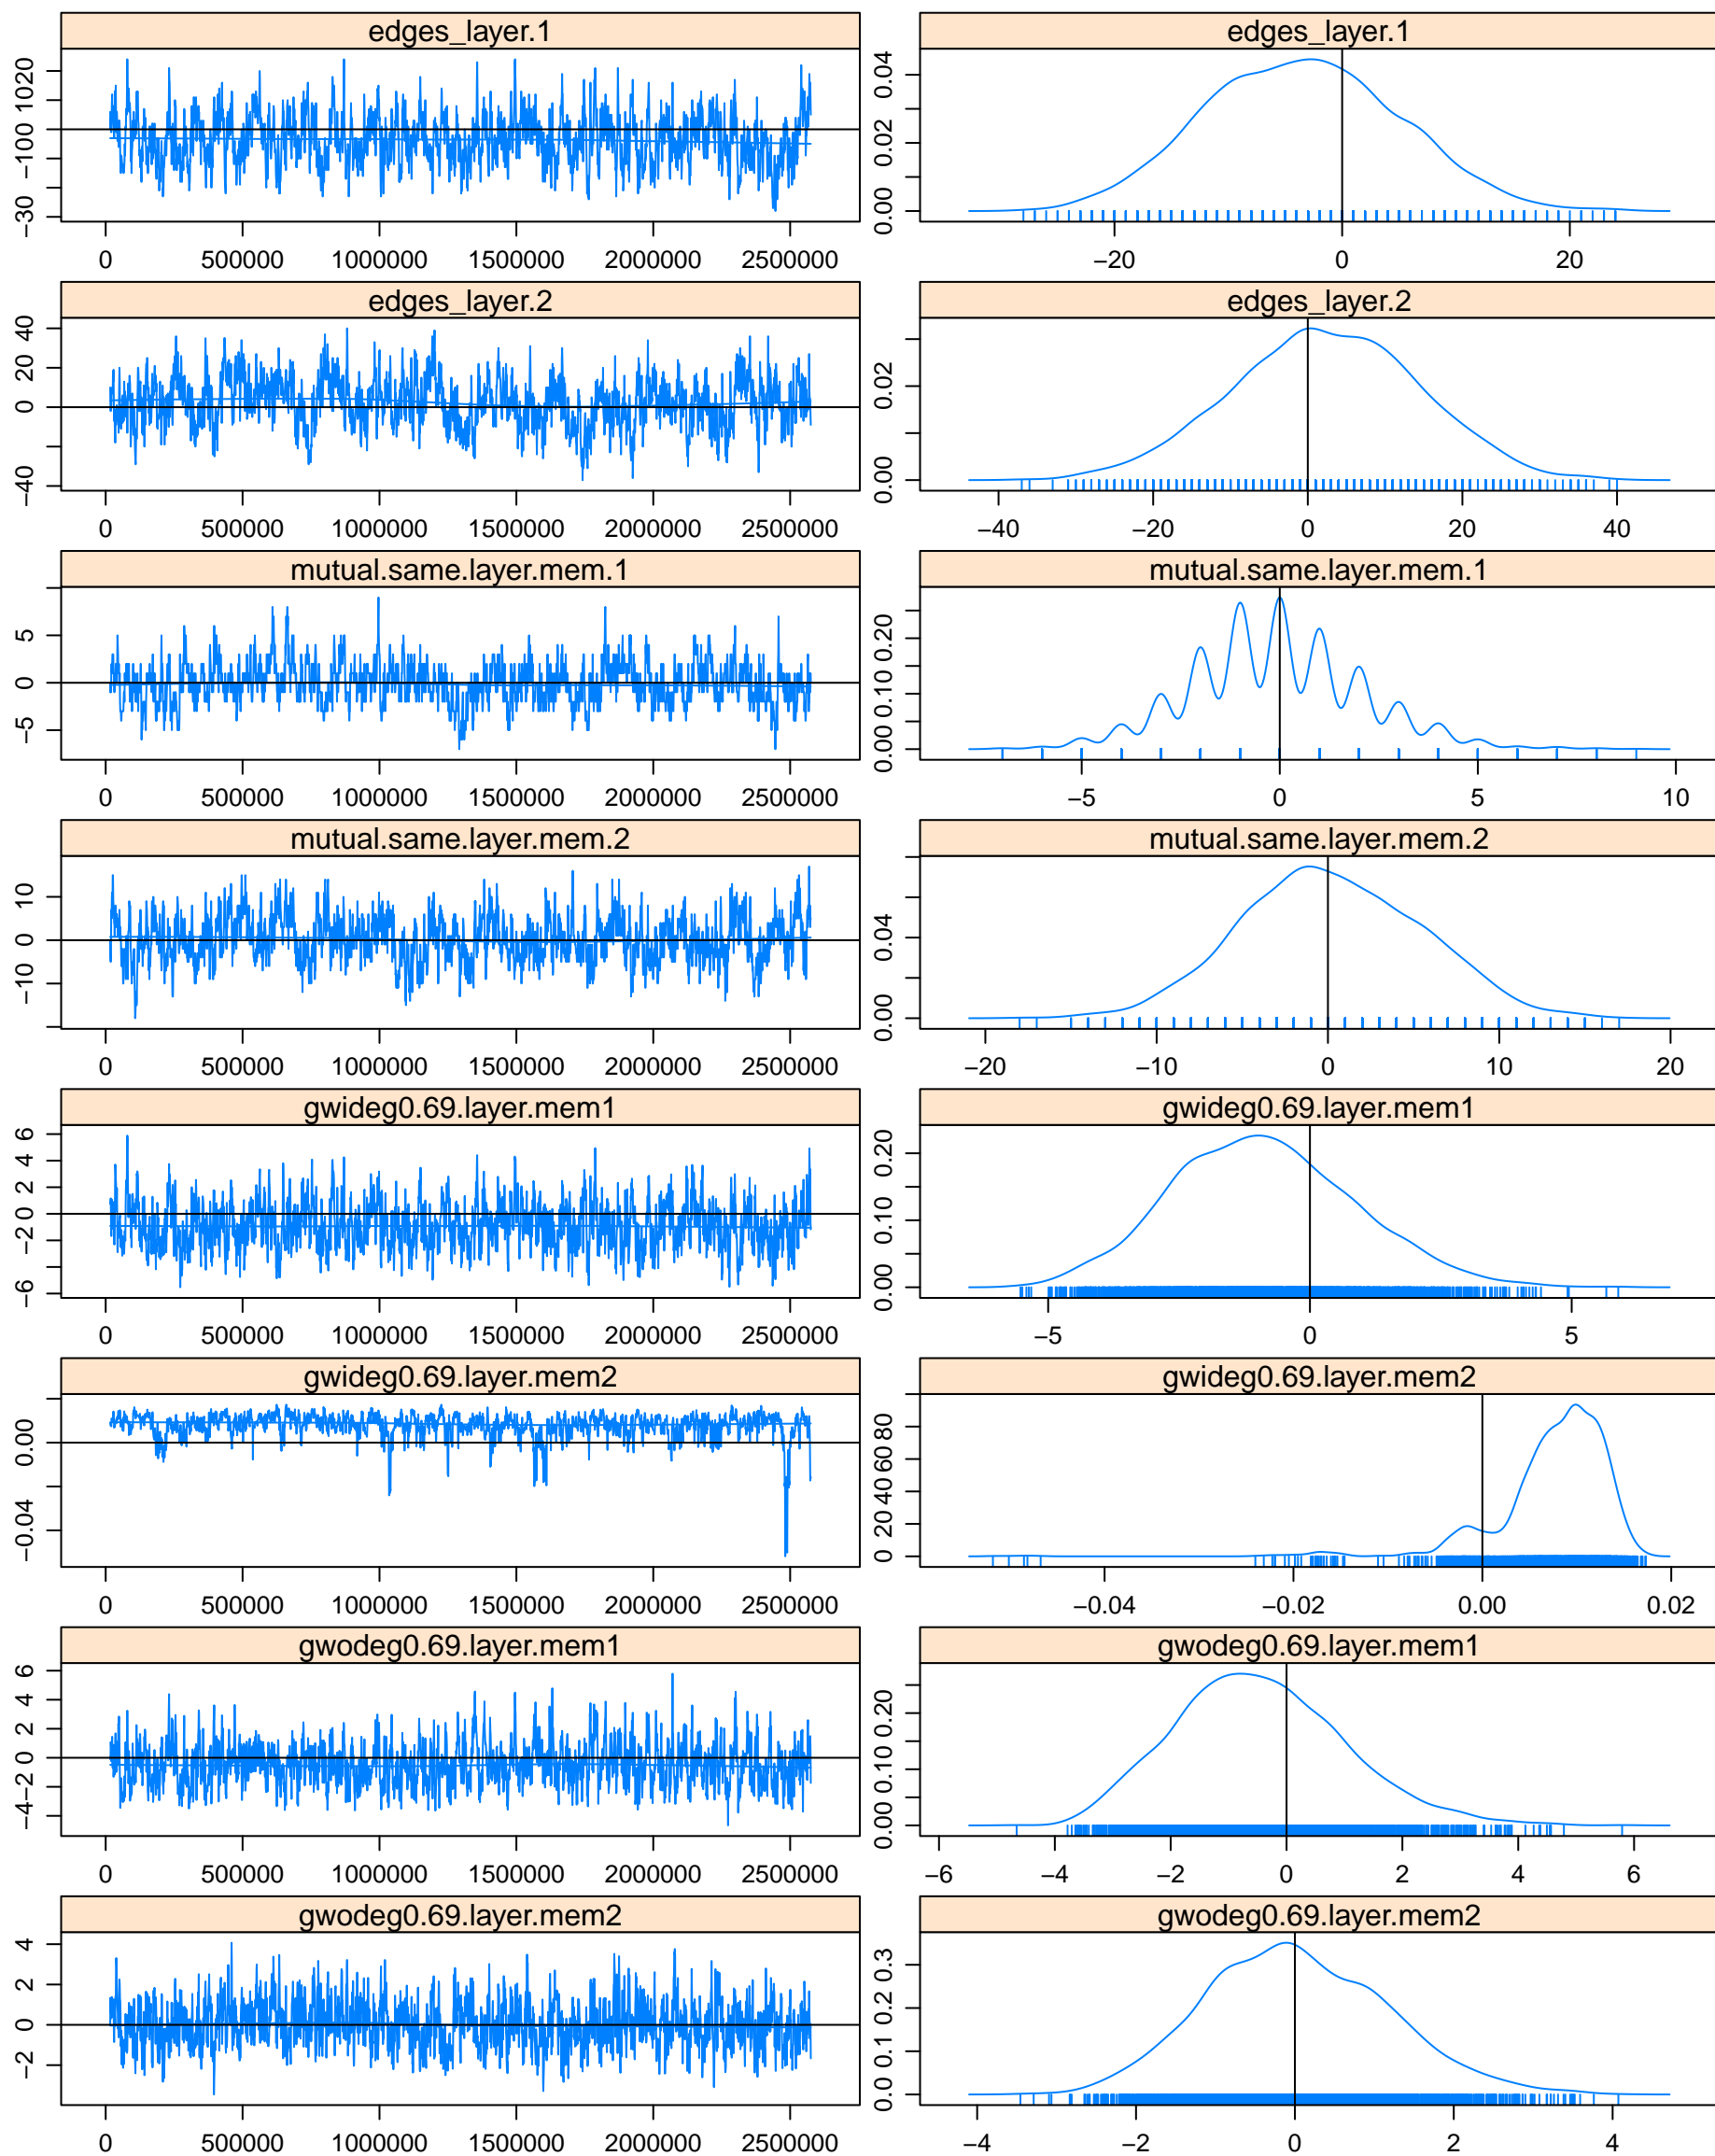 edges_layer.1
edges_layer.1
−30 −10 0 10 20
0.00 0.02 0.04
0 500000 1000000 1500000 2000000 2500000
−20 0 20
edges_layer.2
edges_layer.2
−40 0 20 40
0.00 0.02
0 500000 1000000 1500000 2000000 2500000
−40 −20 0 20 40
mutual.same.layer.mem.1
mutual.same.layer.mem.1
−5 0 5
0.00 0.10 0.20
0 500000 1000000 1500000 2000000 2500000
−5 0 5 10
mutual.same.layer.mem.2
mutual.same.layer.mem.2
−10 0 10
0.00 0.04
0 500000 1000000 1500000 2000000 2500000
−20 −10 0 10 20
gwideg0.69.layer.mem1
gwideg0.69.layer.mem1
−6 −2 0 2 4 6
0.00 0.10 0.20
0 500000 1000000 1500000 2000000 2500000
−5 0 5
gwideg0.69.layer.mem2
gwideg0.69.layer.mem2
−0.04 0.00
0 20 40 60 80
0 500000 1000000 1500000 2000000 2500000
−0.04 −0.02 0.00 0.02
gwodeg0.69.layer.mem1
gwodeg0.69.layer.mem1
−4 −2 0 2 4 6
0.00 0.10 0.20
0 500000 1000000 1500000 2000000 2500000
−6 −4 −2 0 2 4 6
gwodeg0.69.layer.mem2
gwodeg0.69.layer.mem2
−2 0 2 4
0.0 0.1 0.2 0.3
0 500000 1000000 1500000 2000000 2500000
−4 −2 0 2 4